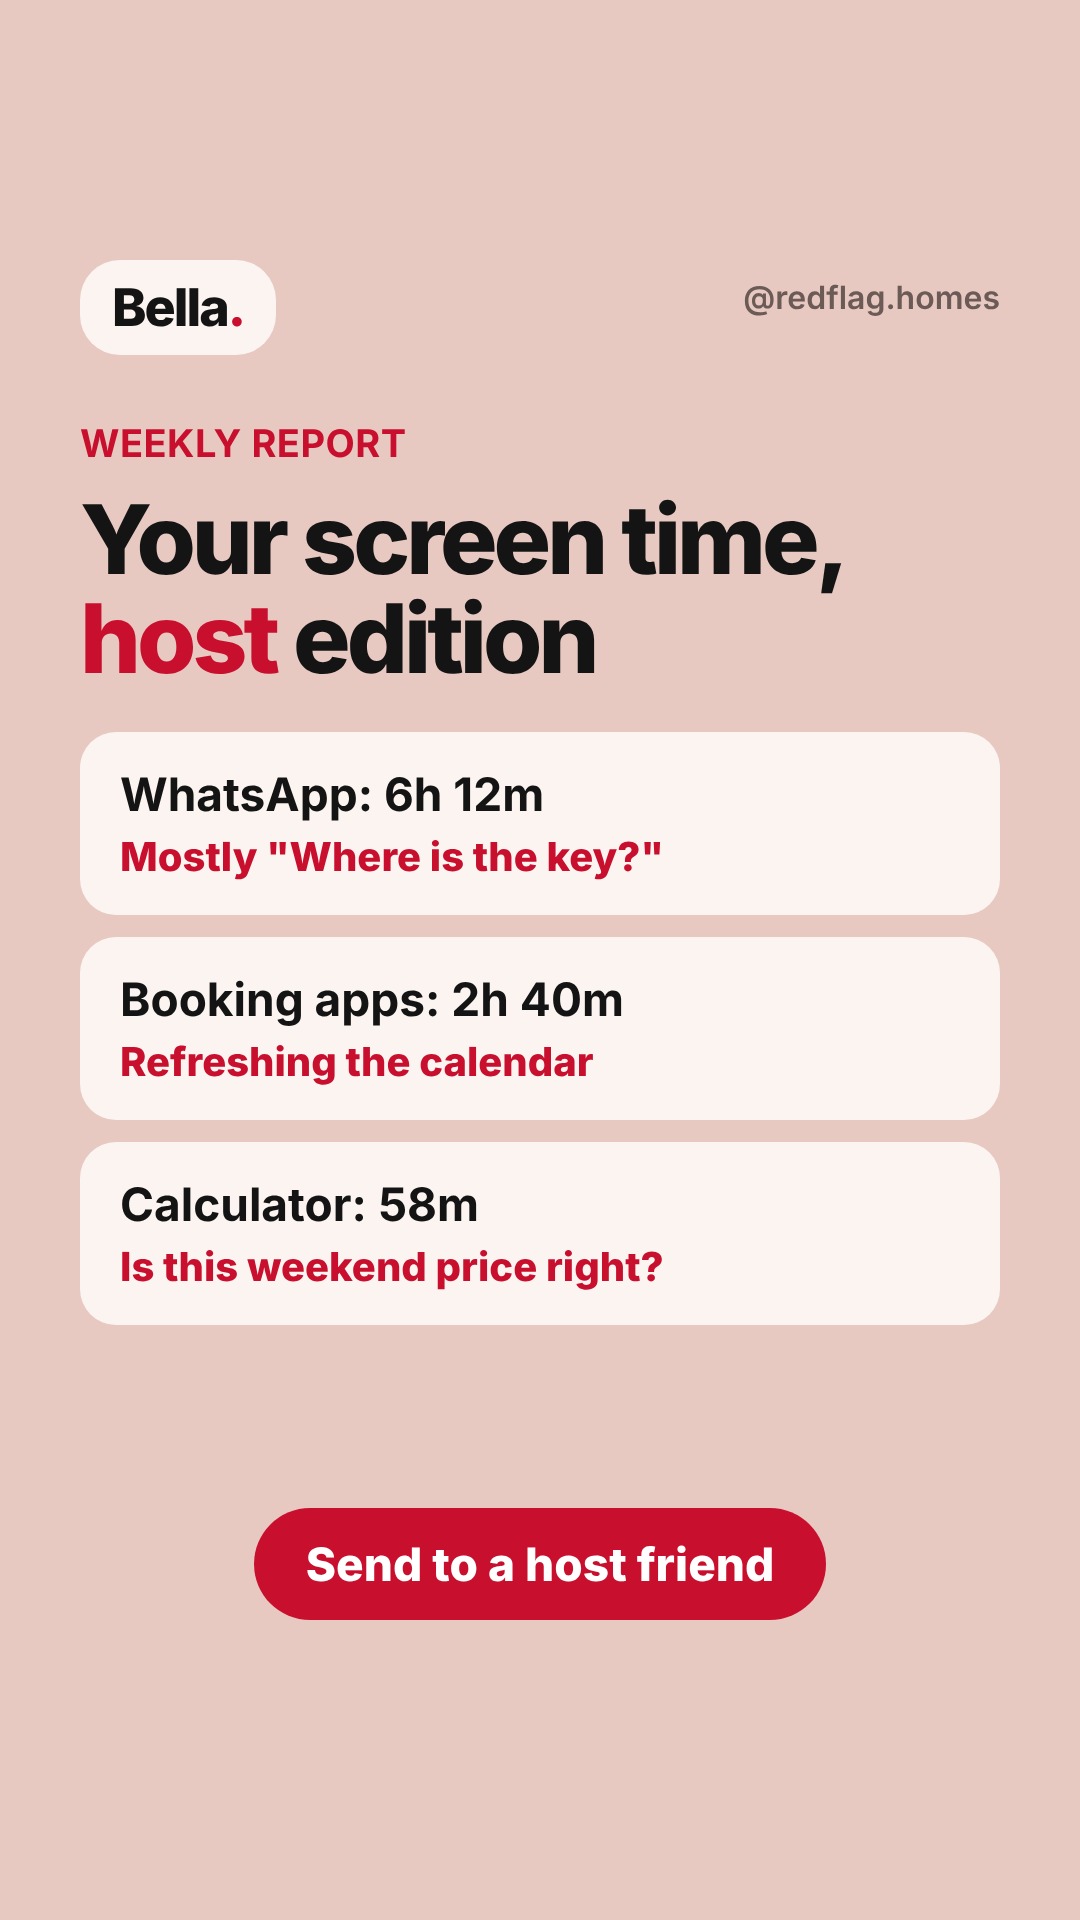 Bella.
@redflag.homes
WEEKLY REPORT
Your screen time,
host edition
WhatsApp: 6h 12m
Mostly "Where is the key?"
Booking apps: 2h 40m
Refreshing the calendar
Calculator: 58m
Is this weekend price right?
Send to a host friend